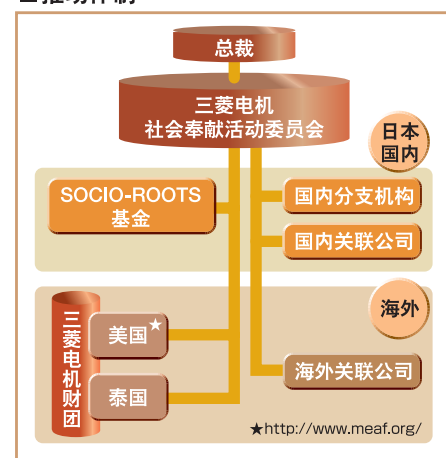 总裁
三菱电机
社会奉献活动委员会
日本
国内
SOCIO-ROOTS
基金
国内分支机构
国内关联公司
海外
三菱电机财团
美国★
泰国
海外关联公司
★http://www.meaf.org/